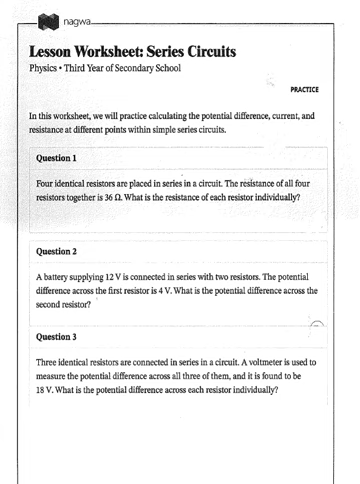 nagwa
Lesson Worksheet: Series Circuits
Physics • Third Year of Secondary School
PRACTICE
In this worksheet, we will practice calculating the potential difference, current, and
resistance at different points within simple series circuits.
Question 1
Four identical resistors are placed in series in a circuit. The resistance of all four
resistors together is 36 Ω. What is the resistance of each resistor individually?
Question 2
A battery supplying 12 V is connected in series with two resistors. The potential
difference across the first resistor is 4 V. What is the potential difference across the
second resistor?
Question 3
Three identical resistors are connected in series in a circuit. A voltmeter is used to
measure the potential difference across all three of them, and it is found to be
18 V. What is the potential difference across each resistor individually?